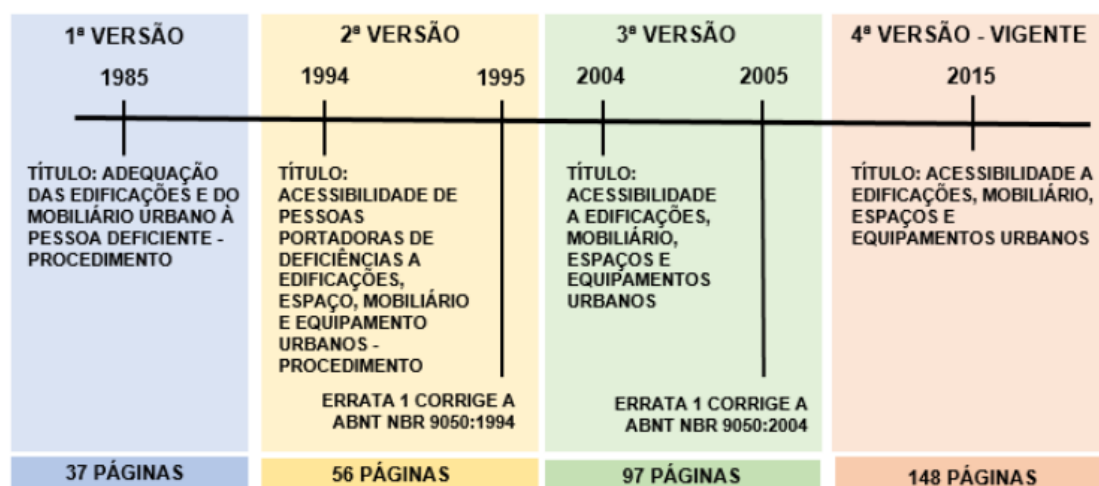 1ª VERSÃO
1985
TÍTULO: ADEQUAÇÃO
DAS EDIFICAÇÕES E DO
MOBILIÁRIO URBANO À
PESSOA DEFICIENTE -
PROCEDIMENTO
37 PÁGINAS
2ª VERSÃO
1994
1995
TÍTULO:
ACESSIBILIDADE DE
PESSOAS
PORTADORAS DE
DEFICIÊNCIAS A
EDIFICAÇÕES,
ESPAÇO, MOBILIÁRIO
E EQUIPAMENTO
URBANOS -
PROCEDIMENTO
ERRATA 1 CORRIGE A
ABNT NBR 9050:1994
56 PÁGINAS
3ª VERSÃO
2004
2005
TÍTULO:
ACESSIBILIDADE
A EDIFICAÇÕES,
MOBILIÁRIO,
ESPAÇOS E
EQUIPAMENTOS
URBANOS
ERRATA 1 CORRIGE A
ABNT NBR 9050:2004
97 PÁGINAS
4ª VERSÃO - VIGENTE
2015
TÍTULO: ACESSIBILIDADE A
EDIFICAÇÕES, MOBILIÁRIO,
ESPAÇOS E
EQUIPAMENTOS URBANOS
148 PÁGINAS